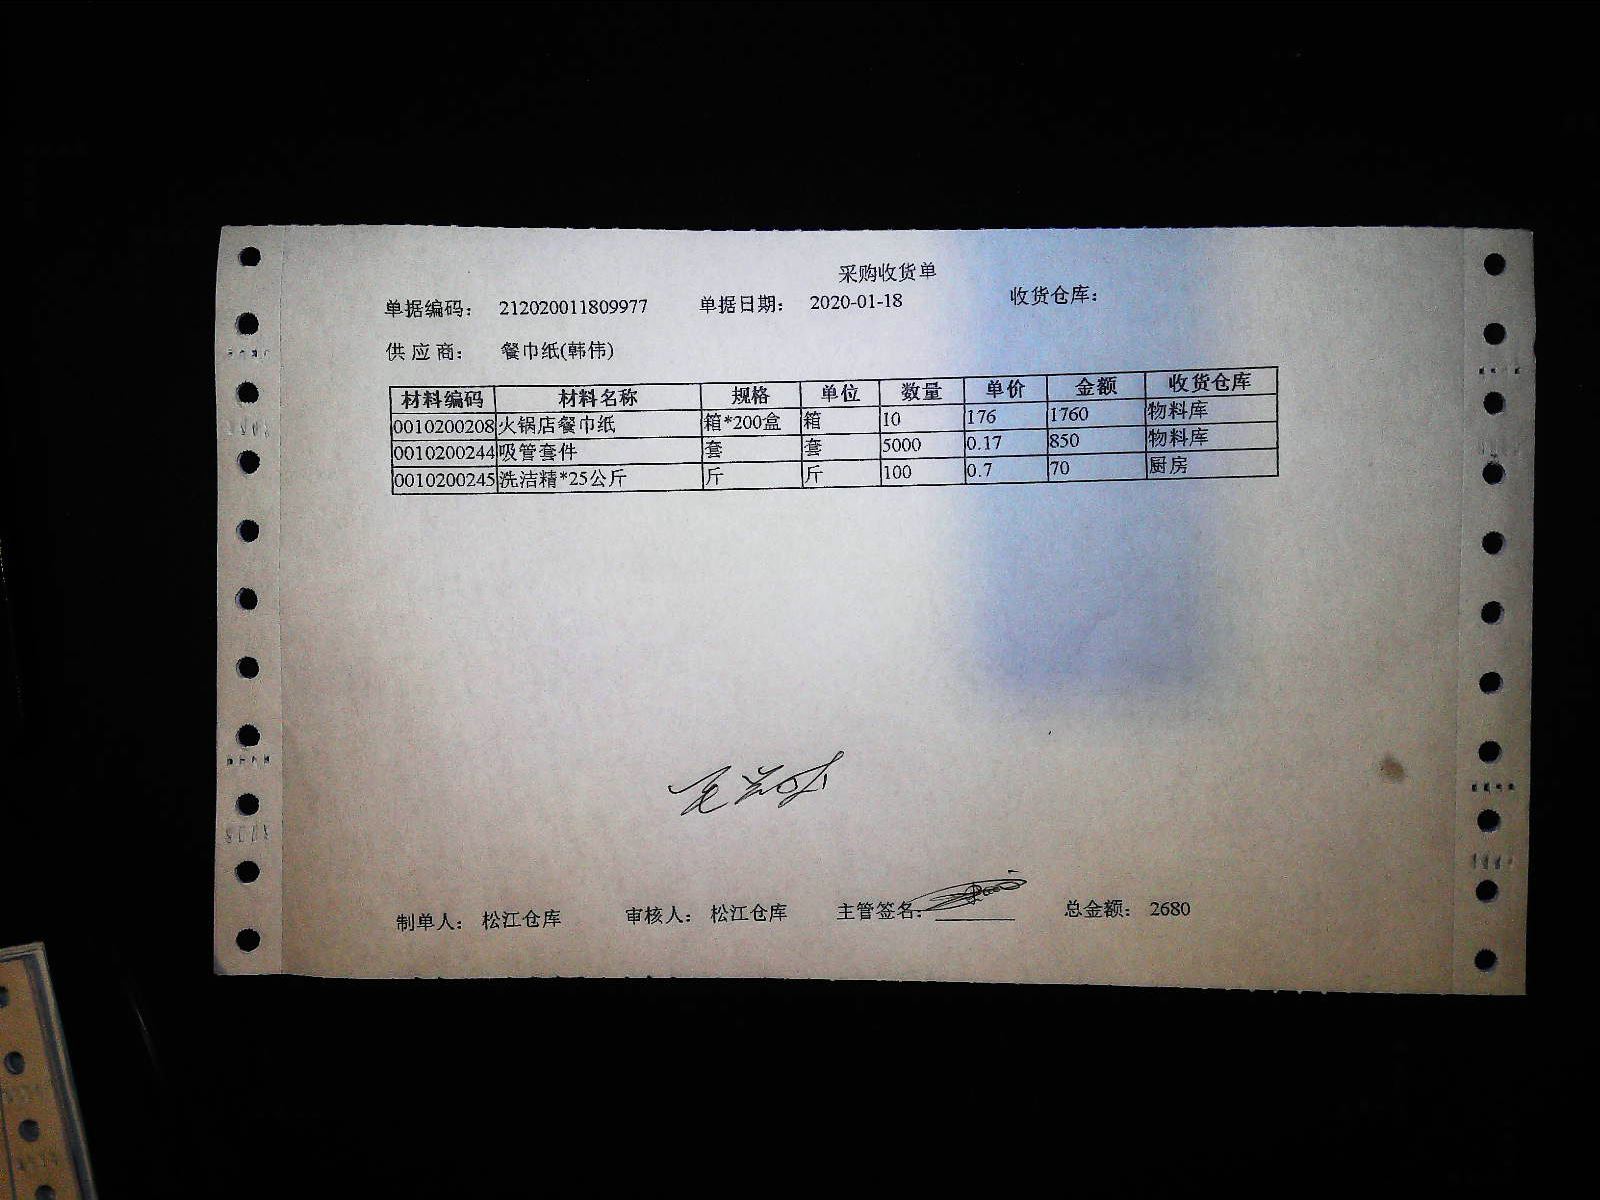 采购收货单
单据编码： 212020011809977 单据日期： 2020-01-18 收货仓库：
供 应 商： 餐巾纸(韩伟)
材料编码 材料名称 规格 单位 数量 单价 金额 收货仓库
0010200208 火锅店餐巾纸 箱*200盒 箱 10 176 1760 物料库
0010200244 吸管套件 套 套 5000 0.17 850 物料库
0010200245 洗洁精*25公斤 斤 斤 100 0.7 70 厨房
制单人： 松江仓库 审核人： 松江仓库 主管签名： 总金额： 2680